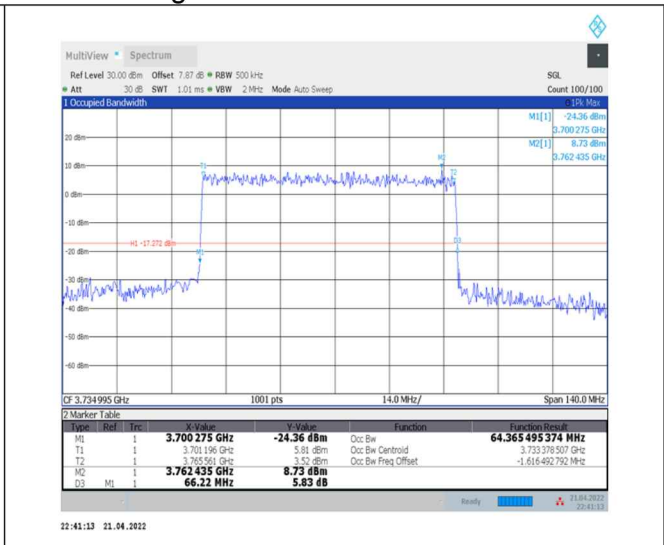 MultiView Spectrum
Ref Level 30.00 dBm Offset 7.87 dB RBW 500 kHz SGL
Att 30 dB SWT 1.01 ms VBW 2 MHz Mode Auto Sweep Count 100/100
1 Occupied Bandwidth 1Pk Max
M1[1] -24.36 dBm
3.700 275 GHz
20 dBm
M2[1] 8.73 dBm
3.762 435 GHz
M2
10 dBm T1 T2
0 dBm
-10 dBm
H1 -17.272 dBm D3
-20 dBm M1
-30 dBm
-40 dBm
-50 dBm
-60 dBm
CF 3.734 995 GHz 1001 pts 14.0 MHz/ Span 140.0 MHz
2 Marker Table
Type Ref Trc X-Value Y-Value Function Function Result
M1 1 3.700 275 GHz -24.36 dBm Occ Bw 64.365 495 374 MHz
T1 1 3.701 196 GHz 5.81 dBm Occ Bw Centroid 3.733 378 507 GHz
T2 1 3.765 561 GHz 3.52 dBm Occ Bw Freq Offset -1.616 492 792 MHz
M2 1 3.762 435 GHz 8.73 dBm
D3 M1 1 66.22 MHz 5.83 dB
Ready 21.04.2022
22:41:13
22:41:13 21.04.2022